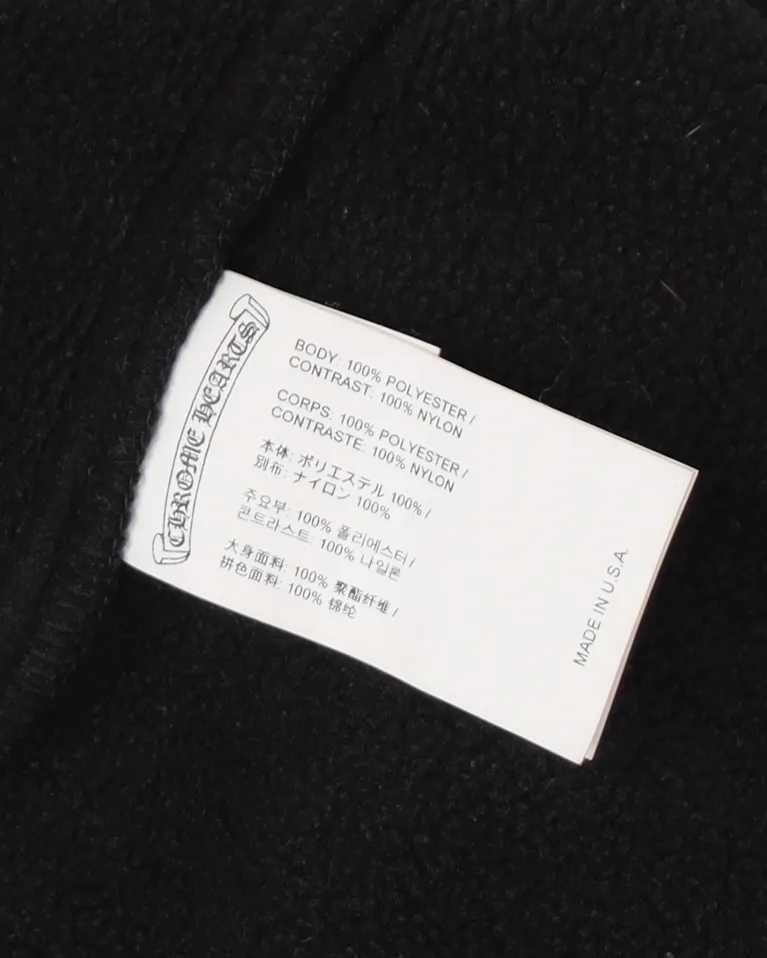 CHROME HEARTS
BODY: 100% POLYESTER /
CONTRAST: 100% NYLON
CORPS: 100% POLYESTER /
CONTRASTE: 100% NYLON
本体: ポリエステル 100% /
別布: ナイロン 100%
주요부: 100% 폴리에스터 /
콘트라스트: 100% 나일론
大身面料: 100% 聚酯纤维 /
拼色面料: 100% 锦纶
MADE IN U.S.A.